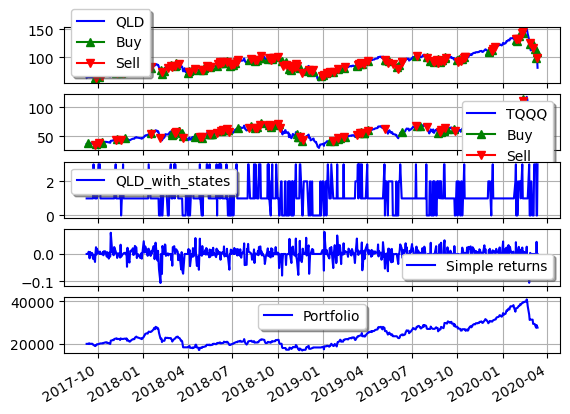 QLD
Buy
Sell
150
100
TQQQ
Buy
Sell
100
50
QLD_with_states
2
0
Simple returns
0.0
−0.1
Portfolio
40000
20000
2017-10
2018-01
2018-04
2018-07
2018-10
2019-01
2019-04
2019-07
2019-10
2020-01
2020-04